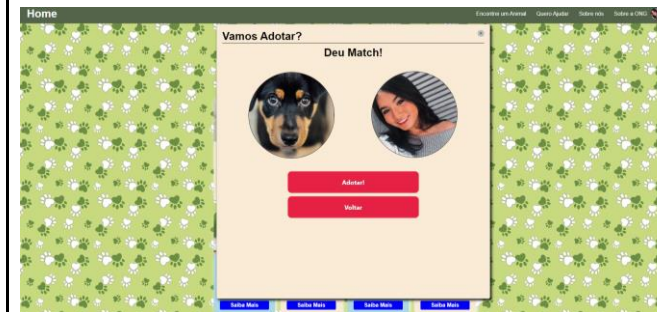 Home
Encontre um Animal Quero Ajudar Sobre nós Sobre a ONG
Vamos Adotar?
Deu Match!
Adotar!
Voltar
Saiba Mais Saiba Mais Saiba Mais Saiba Mais